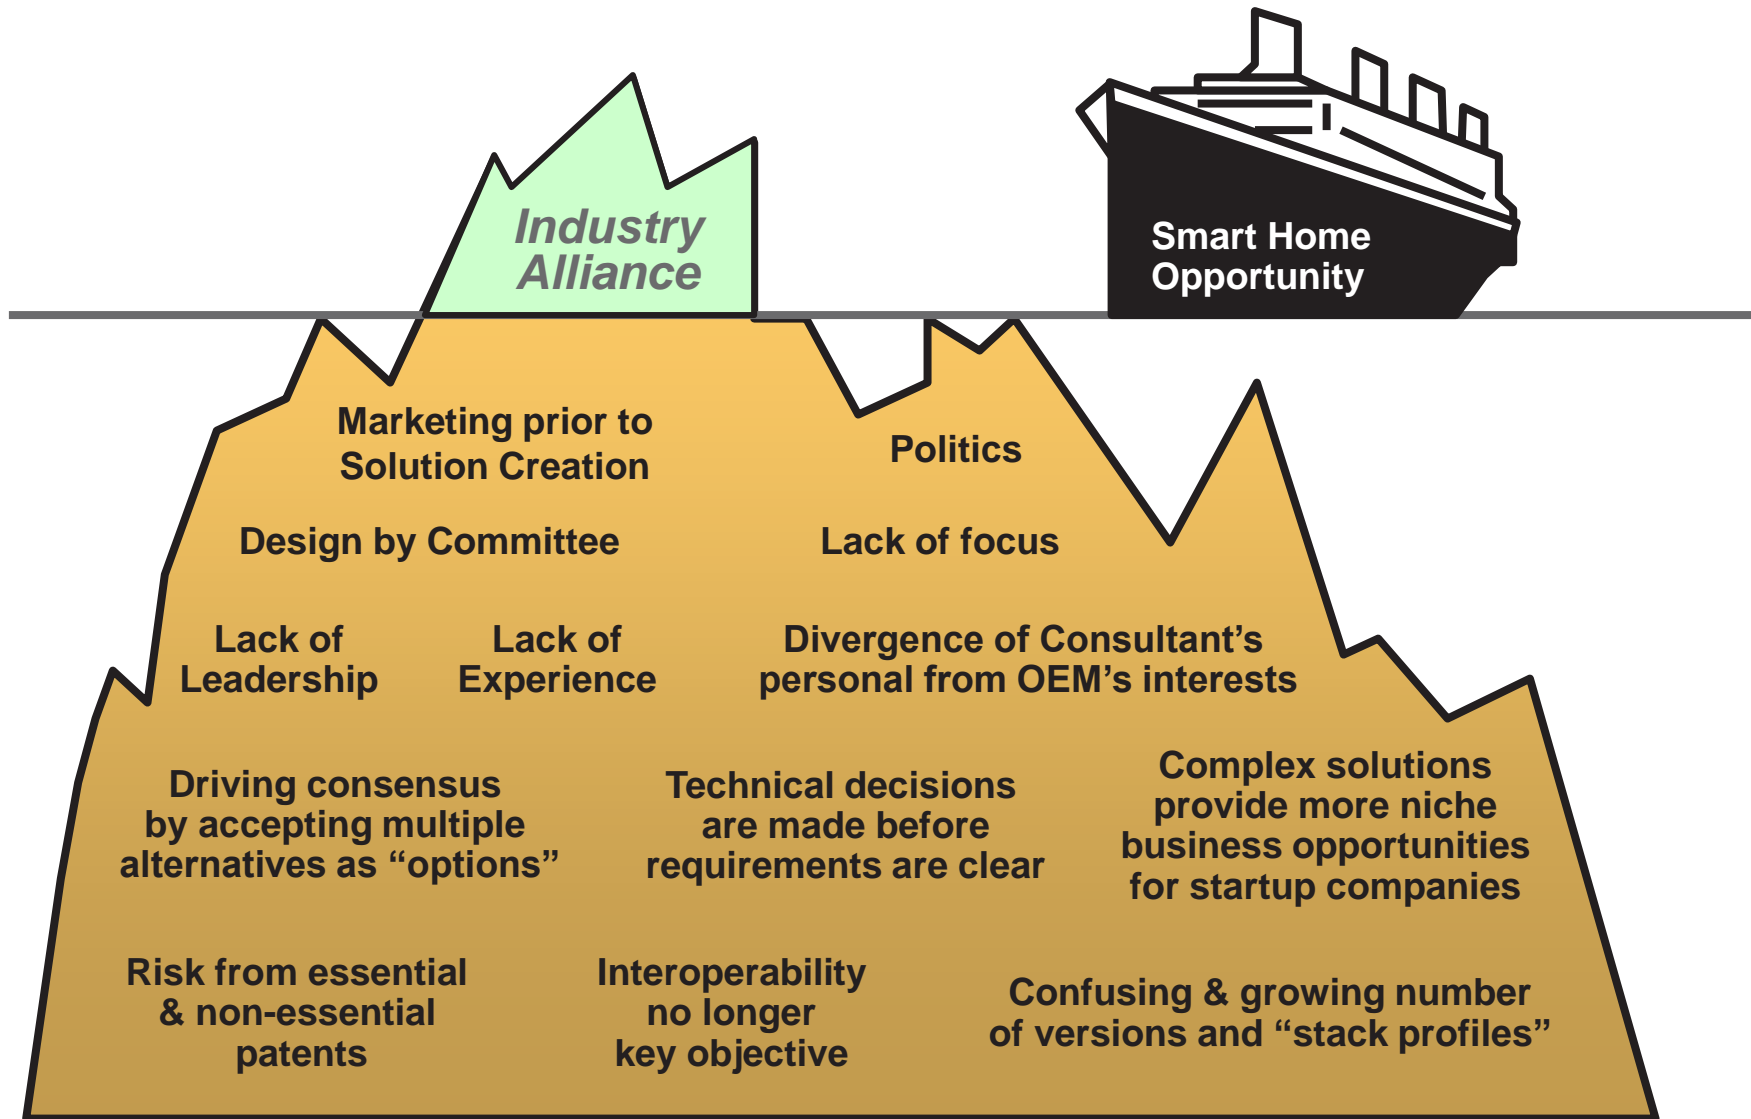 Industry
Alliance
Smart Home
Opportunity
Marketing prior to
Solution Creation
Politics
Design by Committee
Lack of focus
Lack of
Leadership
Lack of
Experience
Divergence of Consultant’s
personal from OEM’s interests
Driving consensus
by accepting multiple
alternatives as “options”
Technical decisions
are made before
requirements are clear
Complex solutions
provide more niche
business opportunities
for startup companies
Risk from essential
& non-essential
patents
Interoperability
no longer
key objective
Confusing & growing number
of versions and “stack profiles”